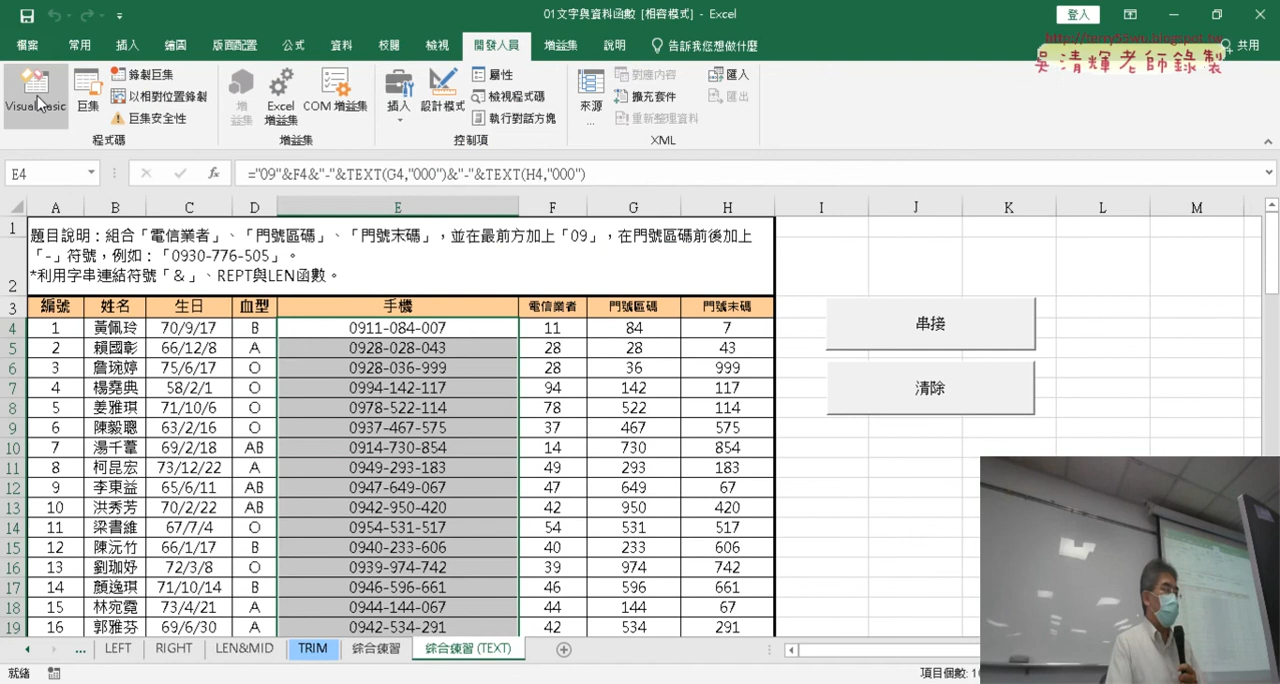 01文字與資料函數 [相容模式] - Excel
登入
檔案 常用 插入 繪圖 版面配置 公式 資料 校閱 檢視 開發人員 增益集 說明 告訴我您想做什麼 共用
http://terry55wu.blogspot.tw
吳清輝老師錄製
Visual Basic 巨集 錄製巨集 以相對位置錄製 巨集安全性
增益集 Excel 增益集 COM 增益集
插入 設計模式 屬性 檢視程式碼 執行對話方塊
來源... 對應內容 擴充套件 重新整理資料 匯入 匯出
程式碼 增益集 控制項 XML
E4 fx ="09"&F4&"-"&TEXT(G4,"000")&"-"&TEXT(H4,"000")
A B C D E F G H I J K L M
1 題目說明：組合「電信業者」、「門號區碼」、「門號末碼」，並在最前方加上「09」，在門號區碼前後加上
「-」符號，例如：「0930-776-505」。
2 *利用字串連結符號「&」、REPT與LEN函數。
3 編號 姓名 生日 血型 手機 電信業者 門號區碼 門號末碼
4 1 黃佩玲 70/9/17 B 0911-084-007 11 84 7
5 2 賴國彰 66/12/8 A 0928-028-043 28 28 43
6 3 詹琬婷 75/6/17 O 0928-036-999 28 36 999
7 4 楊堯典 58/2/1 O 0994-142-117 94 142 117
8 5 姜雅琪 71/10/6 O 0978-522-114 78 522 114
9 6 陳毅聰 63/2/16 O 0937-467-575 37 467 575
10 7 湯千葦 69/2/18 AB 0914-730-854 14 730 854
11 8 柯昆宏 73/12/22 A 0949-293-183 49 293 183
12 9 李東益 65/6/11 AB 0947-649-067 47 649 67
13 10 洪秀芳 70/2/22 AB 0942-950-420 42 950 420
14 11 梁書維 67/7/4 O 0954-531-517 54 531 517
15 12 陳沅竹 66/1/17 B 0940-233-606 40 233 606
16 13 劉珈妤 72/3/8 O 0939-974-742 39 974 742
17 14 顏逸琪 71/10/14 B 0946-596-661 46 596 661
18 15 林宛霓 73/4/21 A 0944-144-067 44 144 67
19 16 郭雅芬 69/6/30 A 0942-534-291 42 534 291
串接
清除
... LEFT RIGHT LEN&MID TRIM 綜合練習 綜合練習 (TEXT)
就緒 項目個數: